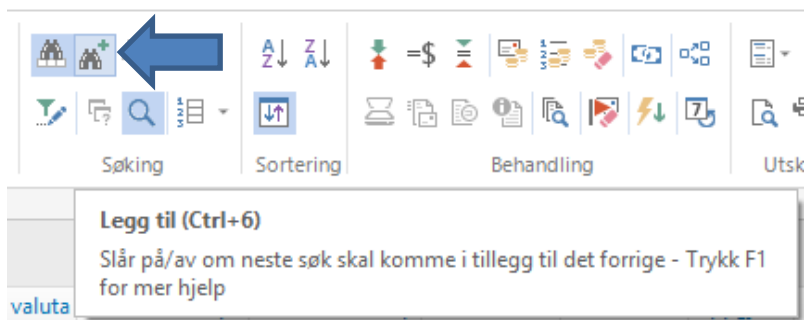 Søking
Sortering
Behandling
Utsk
Legg til (Ctrl+6)
Slår på/av om neste søk skal komme i tillegg til det forrige - Trykk F1
for mer hjelp
valuta